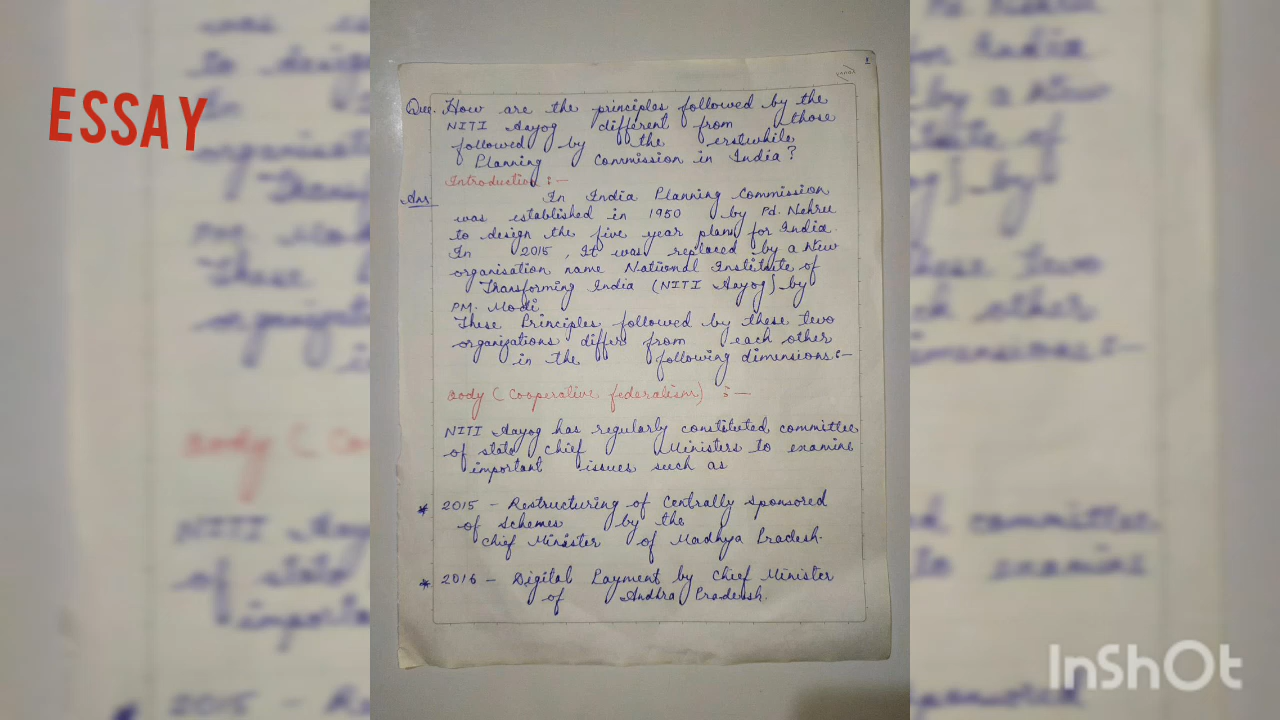 ESSAY
Que. How are the principles followed by the
NITI Aayog different from those
followed by the erstwhile
Planning Commission in India?
Introduction :-
Ans In India Planning Commission
was established in 1950 by Pd. Nehru
to design the five year plans for India.
In 2015, It was replaced by a New
organisation name National Institute of
Transforming India (NITI Aayog) by
PM. Modi
These Principles followed by these two
organizations differ from each other
in the following dimensions:-
Body (Cooperative federalism) :-
NITI Aayog has regularly constituted committee
of state chief Ministers to examine
important issues such as
* 2015 - Restructuring of Centrally sponsored
of schemes by the
chief Minister of Madhya Pradesh.
* 2016 - Digital Payment by chief Minister
of Andhra Pradesh.
InShOt